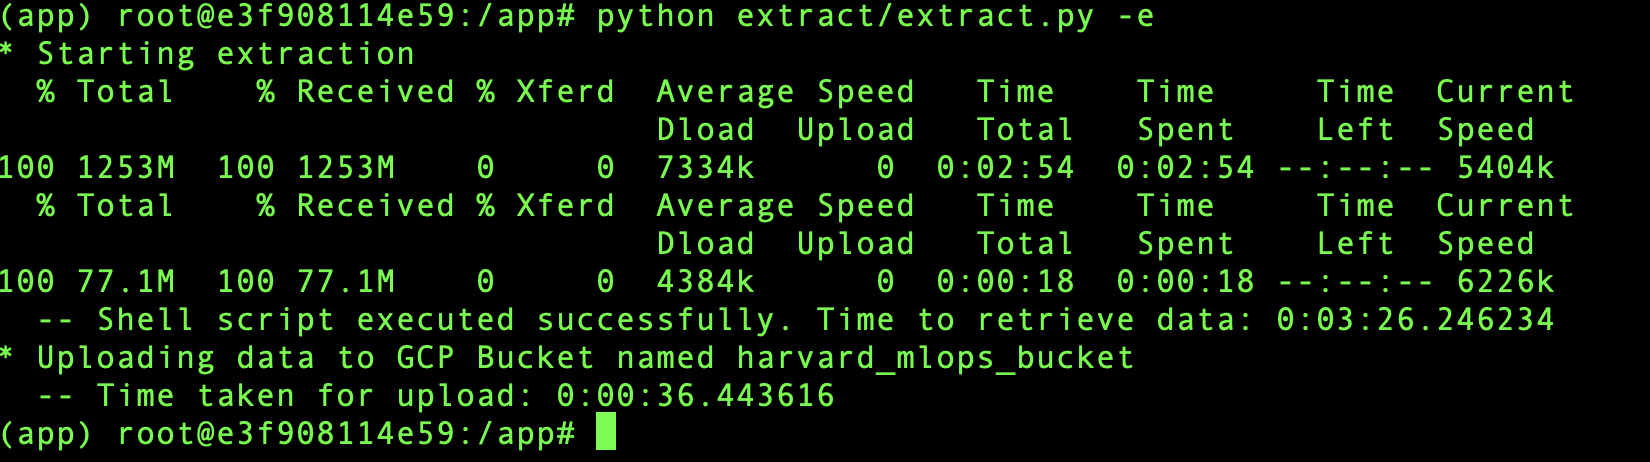 (app) root@e3f908114e59:/app# python extract/extract.py -e
* Starting extraction
  % Total    % Received % Xferd  Average Speed   Time    Time     Time  Current
                                 Dload  Upload   Total   Spent    Left  Speed
100 1253M  100 1253M    0     0  7334k      0  0:02:54  0:02:54 --:--:-- 5404k
  % Total    % Received % Xferd  Average Speed   Time    Time     Time  Current
                                 Dload  Upload   Total   Spent    Left  Speed
100 77.1M  100 77.1M    0     0  4384k      0  0:00:18  0:00:18 --:--:-- 6226k
  -- Shell script executed successfully. Time to retrieve data: 0:03:26.246234
* Uploading data to GCP Bucket named harvard_mlops_bucket
  -- Time taken for upload: 0:00:36.443616
(app) root@e3f908114e59:/app#